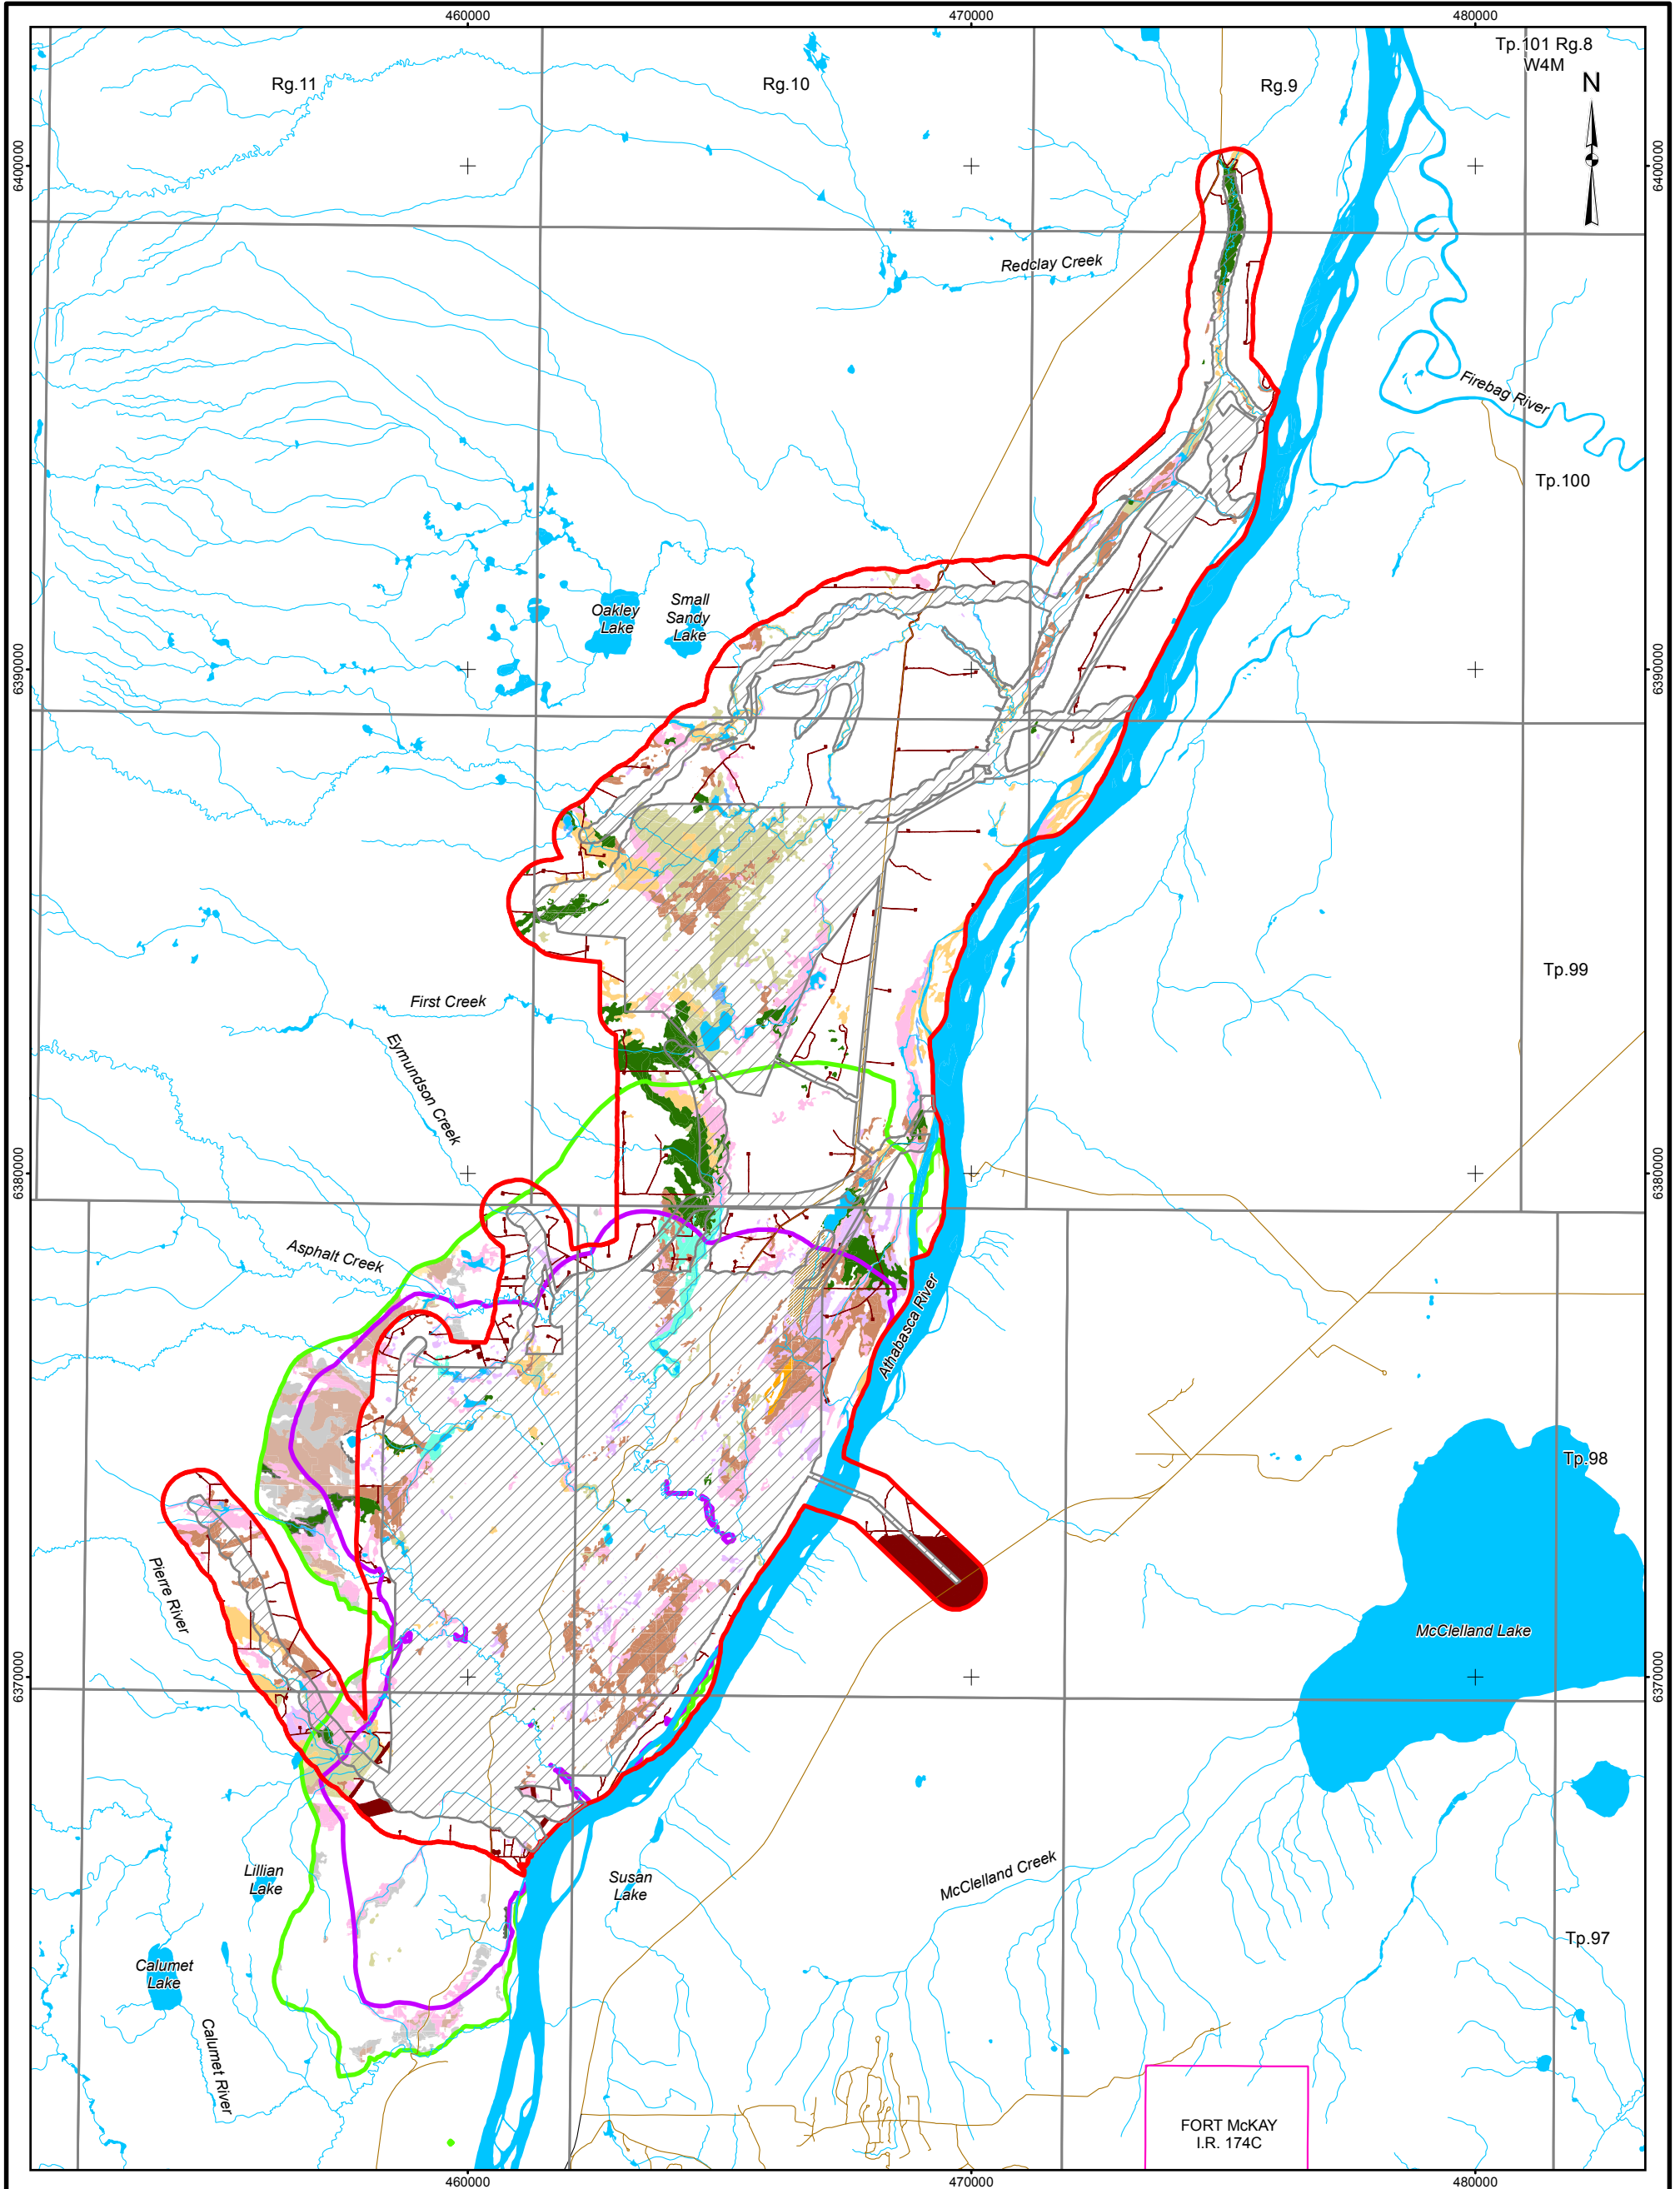 460000
470000
480000
Tp.101 Rg.8
W4M
N
Rg.11
Rg.10
Rg.9
6400000
6400000
Redclay Creek
Firebag River
Tp.100
Oakley
Lake
Small
Sandy
Lake
6390000
6390000
Tp.99
First Creek
Eymundson Creek
6380000
6380000
Asphalt Creek
Athabasca River
Tp.98
Pierre River
McClelland Lake
6370000
6370000
Lillian
Lake
Susan
Lake
McClelland Creek
Tp.97
Calumet
Lake
Calumet River
FORT McKAY
I.R. 174C
460000
470000
480000